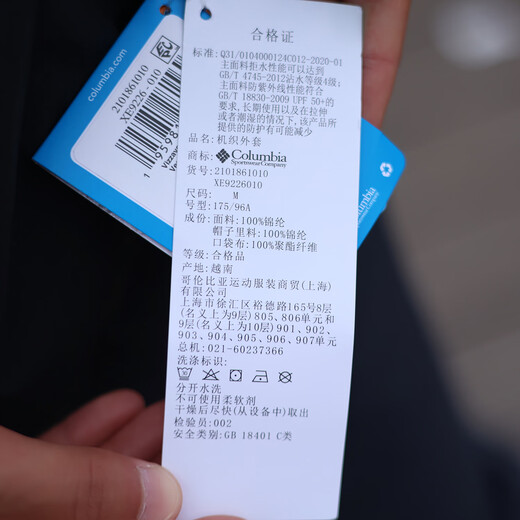 合格证
标准: Q31/0104000124C012-2020-01
主面料拒水性能可以达到
GB/T 4745-2012沾水等级4级;
主面料防紫外线性能符合
GB/T 18830-2009 UPF 50+的
要求,长期使用以及在拉伸
或者潮湿的情况下,该产品所
提供的防护有可能减少
品名: 机织外套
商标: Columbia
Sportswear Company
货号: 2101861010
XE9226010
尺码: M
号型: 175/96A
成份: 面料:100%锦纶
帽子里料:100%锦纶
口袋布:100%聚酯纤维
等级: 合格品
产地: 越南
哥伦比亚运动服装商贸(上海)
有限公司
上海市徐汇区裕德路165号8层
(名义上为9层)805、806单元和
9层(名义上为10层)901、902、
903、904、905、906、907单元
总机:021-60237366
洗涤标识:
分开水洗
不可使用柔软剂
干燥后尽快(从设备中)取出
检验员:002
安全类别:GB 18401 C类
columbia.com
2101861010
XE9226-010
Columbia